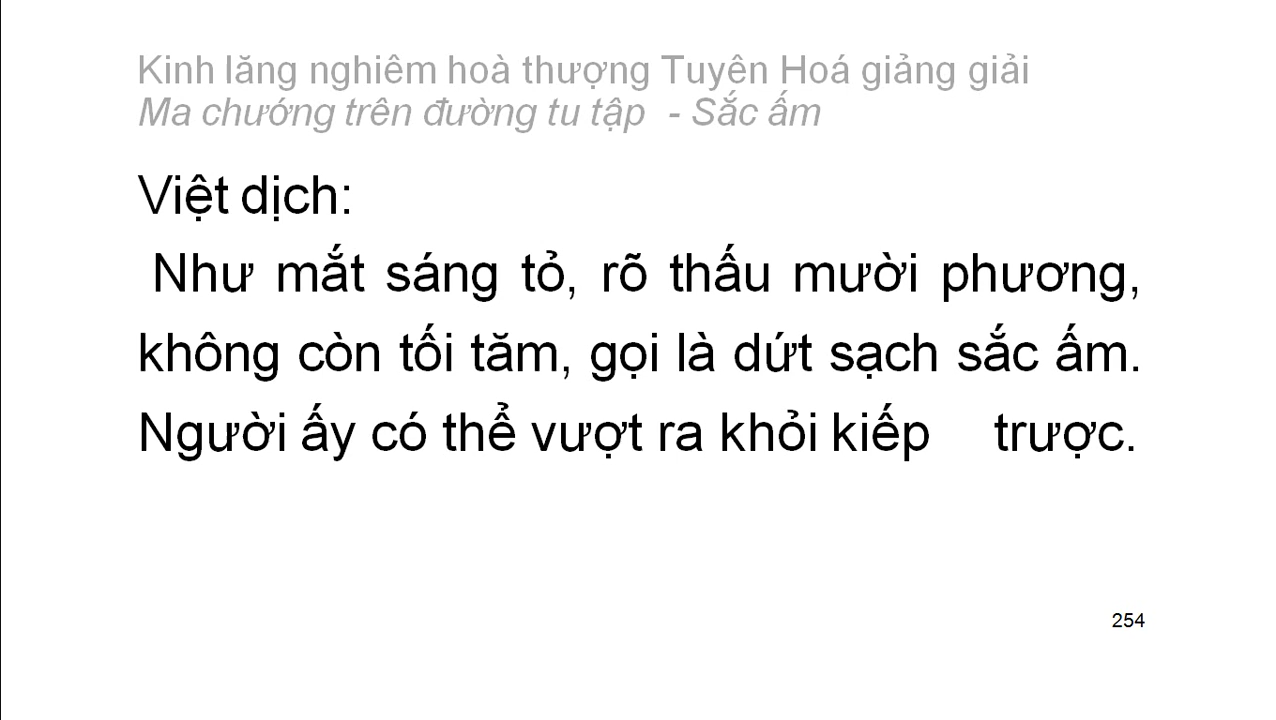 Kinh lăng nghiêm hoà thượng Tuyên Hoá giảng giải
Ma chướng trên đường tu tập - Sắc ấm
Việt dịch:
Như mắt sáng tỏ, rõ thấu mười phương,
không còn tối tăm, gọi là dứt sạch sắc ấm.
Người ấy có thể vượt ra khỏi kiếp trược.
254